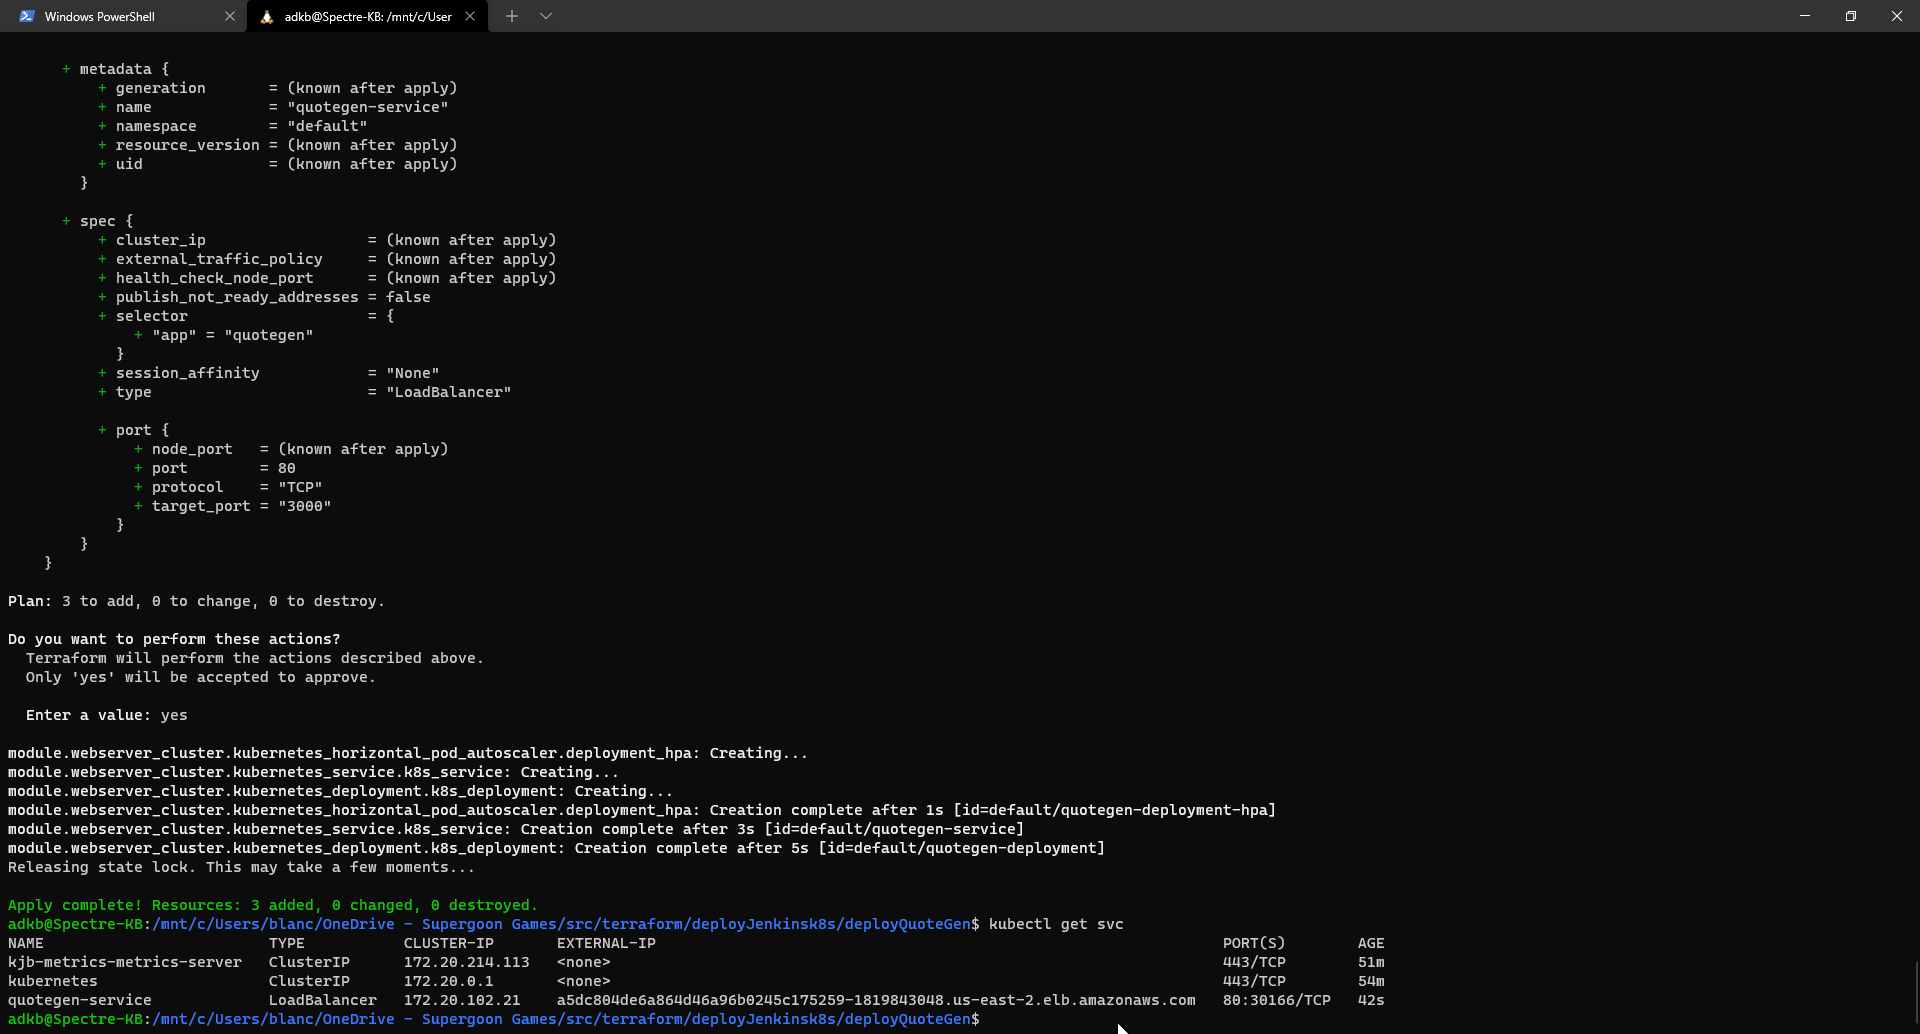 Windows PowerShell
adkb@Spectre-KB: /mnt/c/User
+ metadata {
+ generation       = (known after apply)
+ name             = "quotegen-service"
+ namespace        = "default"
+ resource_version = (known after apply)
+ uid              = (known after apply)
}
+ spec {
+ cluster_ip                  = (known after apply)
+ external_traffic_policy     = (known after apply)
+ health_check_node_port      = (known after apply)
+ publish_not_ready_addresses = false
+ selector                    = {
+ "app" = "quotegen"
}
+ session_affinity            = "None"
+ type                        = "LoadBalancer"
+ port {
+ node_port   = (known after apply)
+ port        = 80
+ protocol    = "TCP"
+ target_port = "3000"
}
}
}
Plan: 3 to add, 0 to change, 0 to destroy.
Do you want to perform these actions?
Terraform will perform the actions described above.
Only 'yes' will be accepted to approve.
Enter a value: yes
module.webserver_cluster.kubernetes_horizontal_pod_autoscaler.deployment_hpa: Creating...
module.webserver_cluster.kubernetes_service.k8s_service: Creating...
module.webserver_cluster.kubernetes_deployment.k8s_deployment: Creating...
module.webserver_cluster.kubernetes_horizontal_pod_autoscaler.deployment_hpa: Creation complete after 1s [id=default/quotegen-deployment-hpa]
module.webserver_cluster.kubernetes_service.k8s_service: Creation complete after 3s [id=default/quotegen-service]
module.webserver_cluster.kubernetes_deployment.k8s_deployment: Creation complete after 5s [id=default/quotegen-deployment]
Releasing state lock. This may take a few moments...
Apply complete! Resources: 3 added, 0 changed, 0 destroyed.
adkb@Spectre-KB:/mnt/c/Users/blanc/OneDrive - Supergoon Games/src/terraform/deployJenkinsk8s/deployQuoteGen$ kubectl get svc
NAME                         TYPE           CLUSTER-IP       EXTERNAL-IP                                                               PORT(S)        AGE
kjb-metrics-metrics-server   ClusterIP      172.20.214.113   <none>                                                                    443/TCP        51m
kubernetes                   ClusterIP      172.20.0.1       <none>                                                                    443/TCP        54m
quotegen-service             LoadBalancer   172.20.102.21    a5dc804de6a864d46a96b0245c175259-1819843048.us-east-2.elb.amazonaws.com   80:30166/TCP   42s
adkb@Spectre-KB:/mnt/c/Users/blanc/OneDrive - Supergoon Games/src/terraform/deployJenkinsk8s/deployQuoteGen$